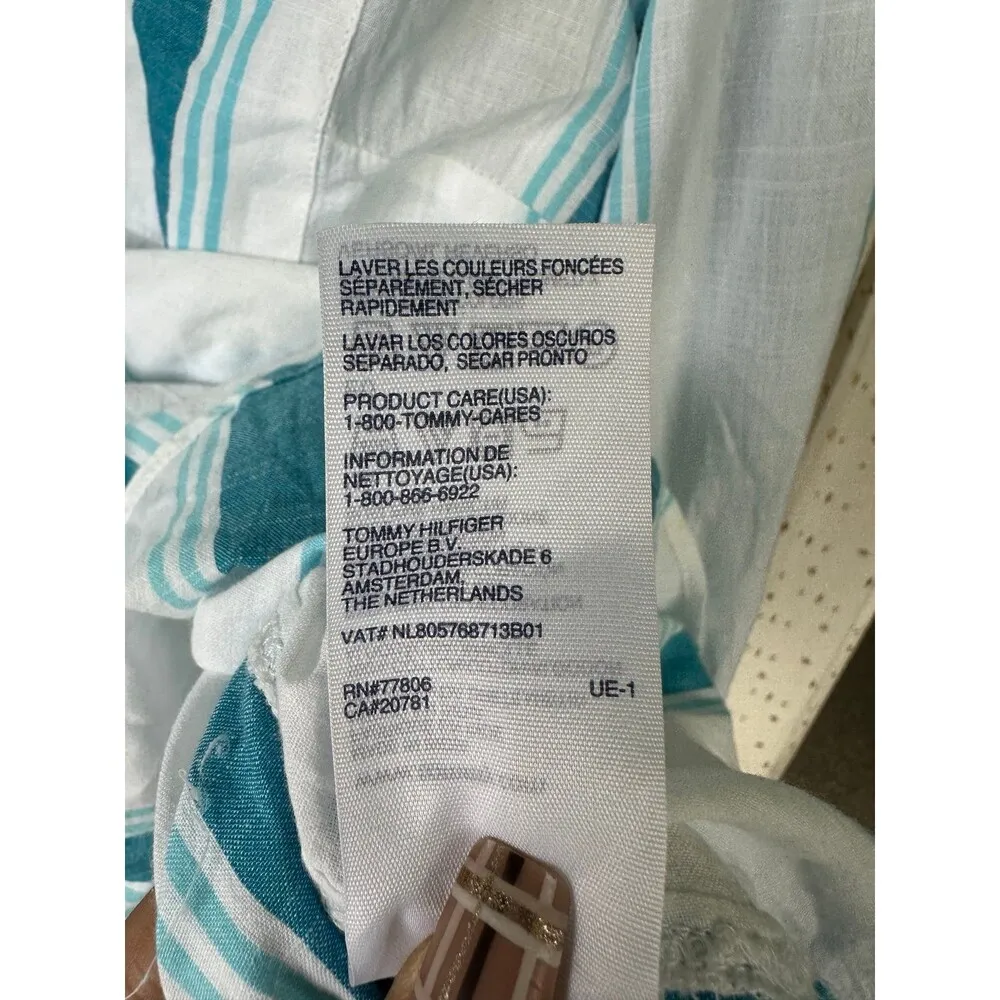 LAVER LES COULEURS FONCÉES
SÉPARÉMENT, SÉCHER
RAPIDEMENT
LAVAR LOS COLORES OSCUROS
SEPARADO, SECAR PRONTO
PRODUCT CARE(USA):
1-800-TOMMY-CARES
INFORMATION DE
NETTOYAGE(USA):
1-800-866-6922
TOMMY HILFIGER
EUROPE B.V.
STADHOUDERSKADE 6
AMSTERDAM,
THE NETHERLANDS
VAT# NL805768713B01
RN#77806 UE-1
CA#20781